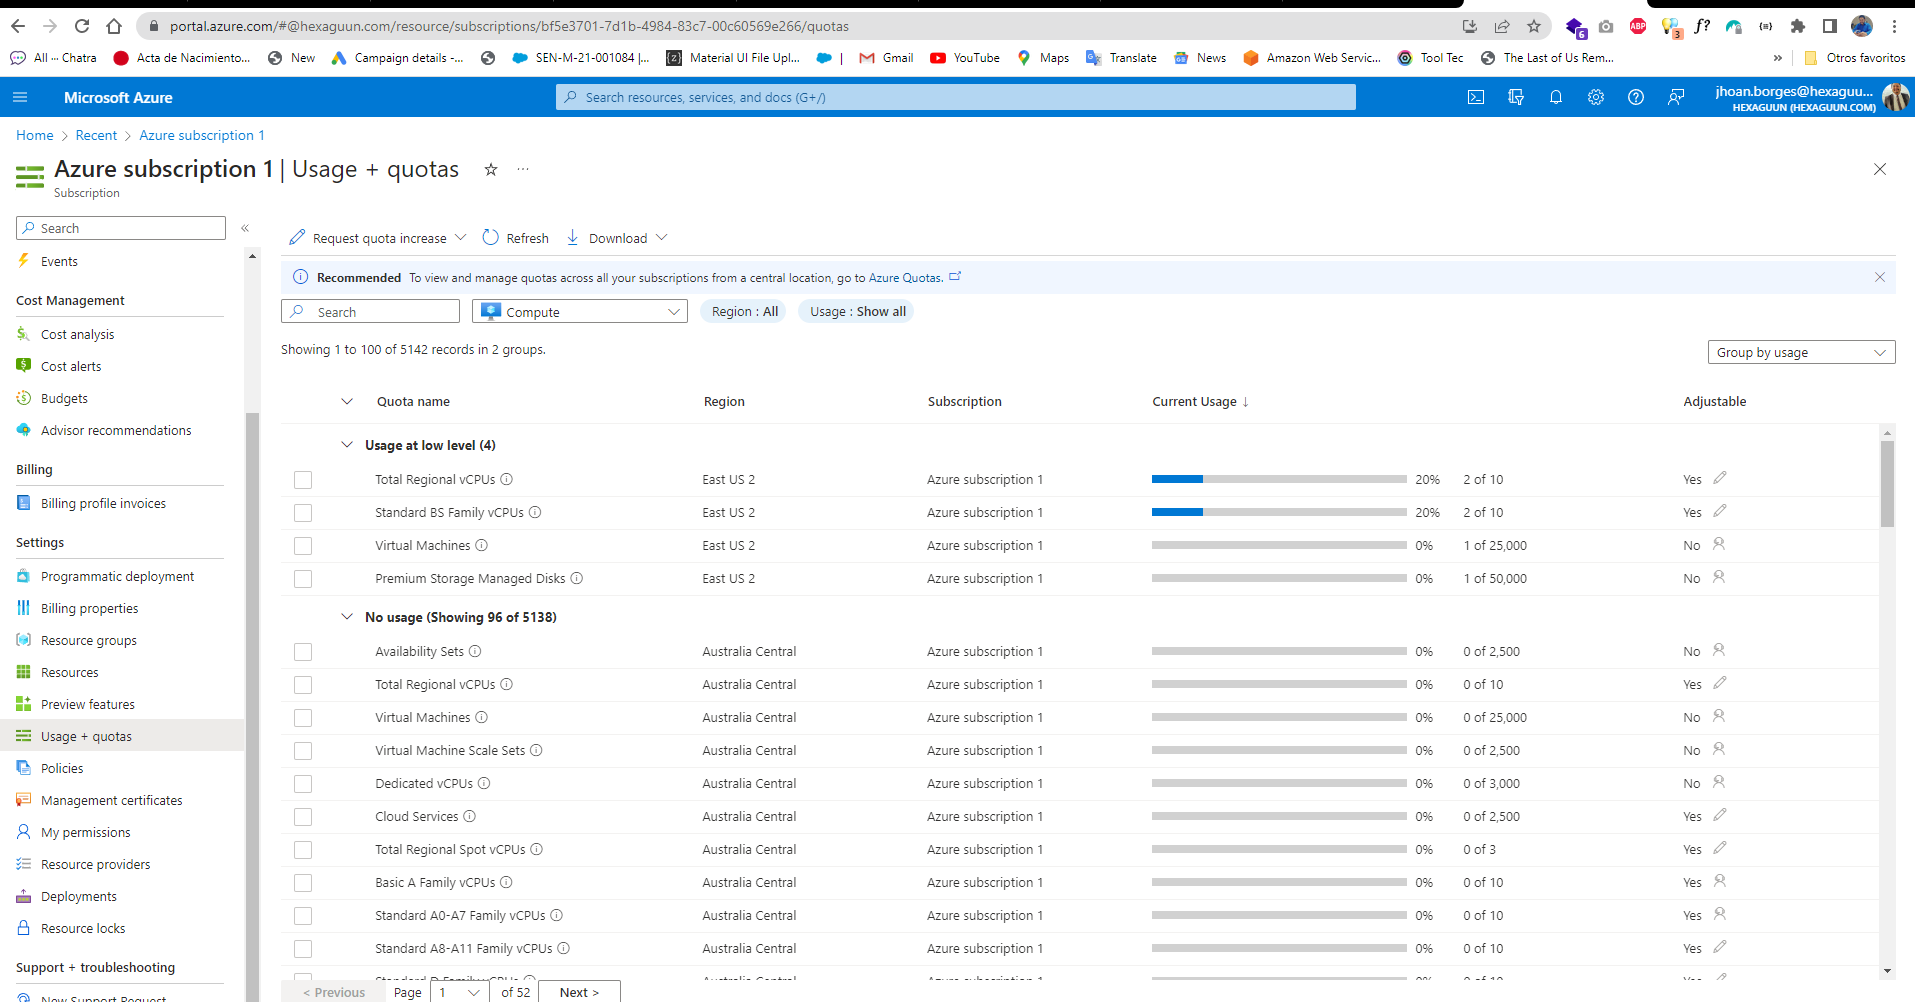 portal.azure.com/#@hexaguun.com/resource/subscriptions/bf5e3701-7d1b-4984-83c7-00c60569e266/quotas
6
ABP
3
f?
All — Chatra
Acta de Nacimiento...
New
Campaign details -...
SEN-M-21-001084 |...
Material UI File Upl...
|
Gmail
YouTube
Maps
Translate
News
Amazon Web Servic...
Tool Tec
The Last of Us Rem...
»
Otros favoritos
Microsoft Azure
Search resources, services, and docs (G+/)
jhoan.borges@hexaguu...
HEXAGUUN (HEXAGUUN.COM)
Home > Recent > Azure subscription 1
Azure subscription 1 | Usage + quotas
Subscription
Search
«
Events
Cost Management
Cost analysis
Cost alerts
Budgets
Advisor recommendations
Billing
Billing profile invoices
Settings
Programmatic deployment
Billing properties
Resource groups
Resources
Preview features
Usage + quotas
Policies
Management certificates
My permissions
Resource providers
Deployments
Resource locks
Support + troubleshooting
New Support Request
Request quota increase
Refresh
Download
Recommended To view and manage quotas across all your subscriptions from a central location, go to Azure Quotas.
Search
Compute
Region : All
Usage : Show all
Showing 1 to 100 of 5142 records in 2 groups.
Group by usage
Quota name Region Subscription Current Usage ↓ Adjustable
Usage at low level (4)
Total Regional vCPUs East US 2 Azure subscription 1 20% 2 of 10 Yes
Standard BS Family vCPUs East US 2 Azure subscription 1 20% 2 of 10 Yes
Virtual Machines East US 2 Azure subscription 1 0% 1 of 25,000 No
Premium Storage Managed Disks East US 2 Azure subscription 1 0% 1 of 50,000 No
No usage (Showing 96 of 5138)
Availability Sets Australia Central Azure subscription 1 0% 0 of 2,500 No
Total Regional vCPUs Australia Central Azure subscription 1 0% 0 of 10 Yes
Virtual Machines Australia Central Azure subscription 1 0% 0 of 25,000 No
Virtual Machine Scale Sets Australia Central Azure subscription 1 0% 0 of 2,500 No
Dedicated vCPUs Australia Central Azure subscription 1 0% 0 of 3,000 No
Cloud Services Australia Central Azure subscription 1 0% 0 of 2,500 Yes
Total Regional Spot vCPUs Australia Central Azure subscription 1 0% 0 of 3 Yes
Basic A Family vCPUs Australia Central Azure subscription 1 0% 0 of 10 Yes
Standard A0-A7 Family vCPUs Australia Central Azure subscription 1 0% 0 of 10 Yes
Standard A8-A11 Family vCPUs Australia Central Azure subscription 1 0% 0 of 10 Yes
Standard D Family vCPUs Australia Central Azure subscription 1 0% 0 of 10 Yes
< Previous Page 1 of 52 Next >